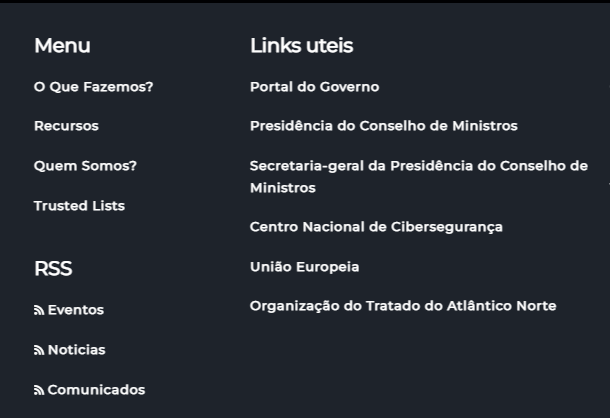 Menu
O Que Fazemos?
Recursos
Quem Somos?
Trusted Lists
RSS
Eventos
Noticias
Comunicados
Links uteis
Portal do Governo
Presidência do Conselho de Ministros
Secretaria-geral da Presidência do Conselho de
Ministros
Centro Nacional de Cibersegurança
União Europeia
Organização do Tratado do Atlântico Norte